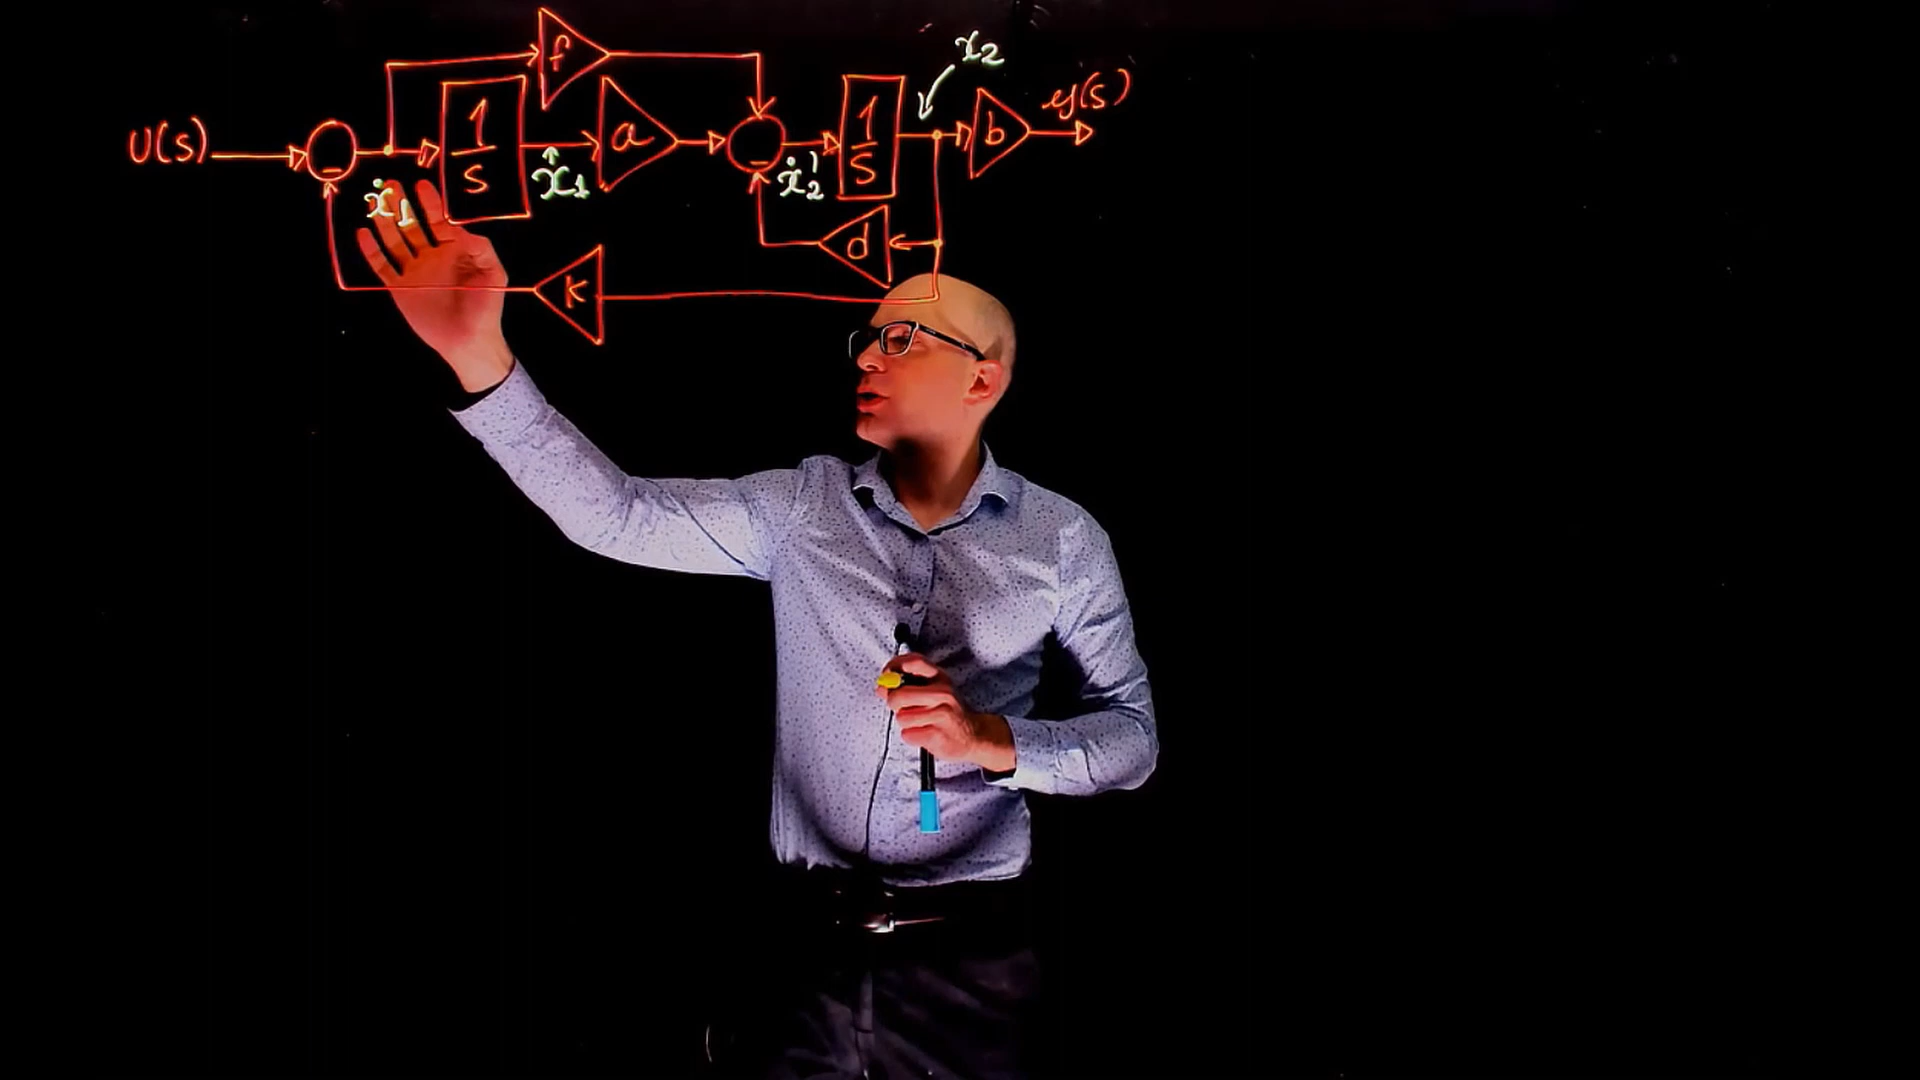 x2
f
U(s) 1/s a 1/s b y(s)
ẋ1 x1 ẋ2
d
k